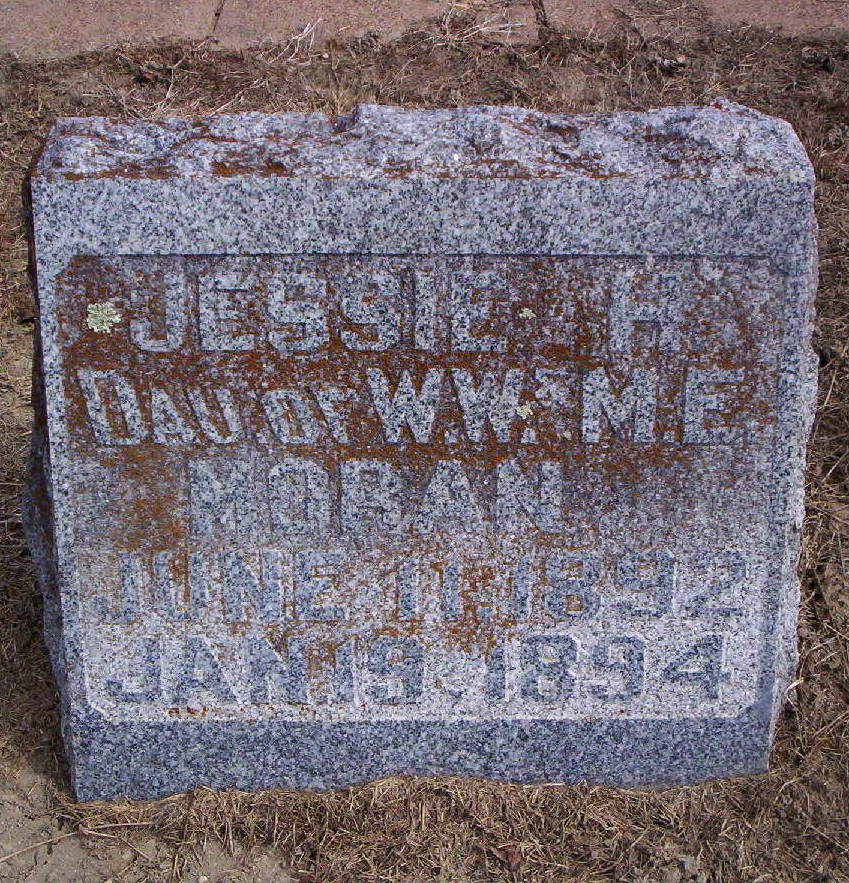 JESSIE H.
DAU. OF W.W. & M.E.
MORAN
JUNE 11, 1892
JAN. 19, 1894